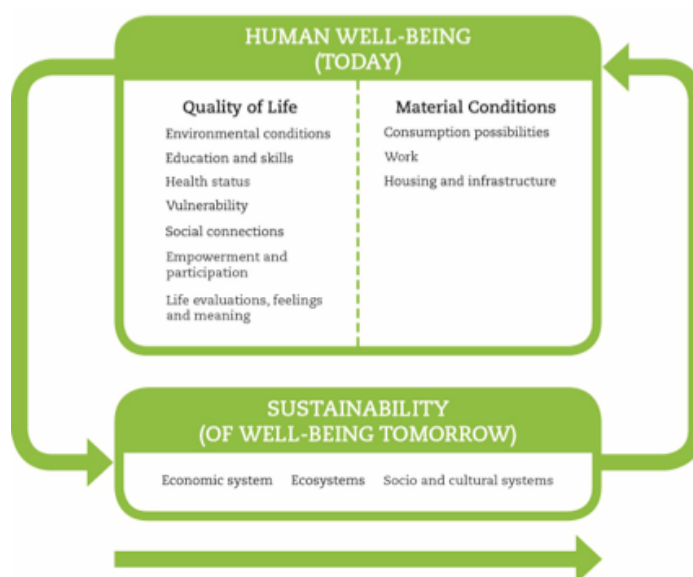 HUMAN WELL-BEING
(TODAY)
Quality of Life
Environmental conditions
Education and skills
Health status
Vulnerability
Social connections
Empowerment and
participation
Life evaluations, feelings
and meaning
Material Conditions
Consumption possibilities
Work
Housing and infrastructure
SUSTAINABILITY
(OF WELL-BEING TOMORROW)
Economic system Ecosystems Socio and cultural systems